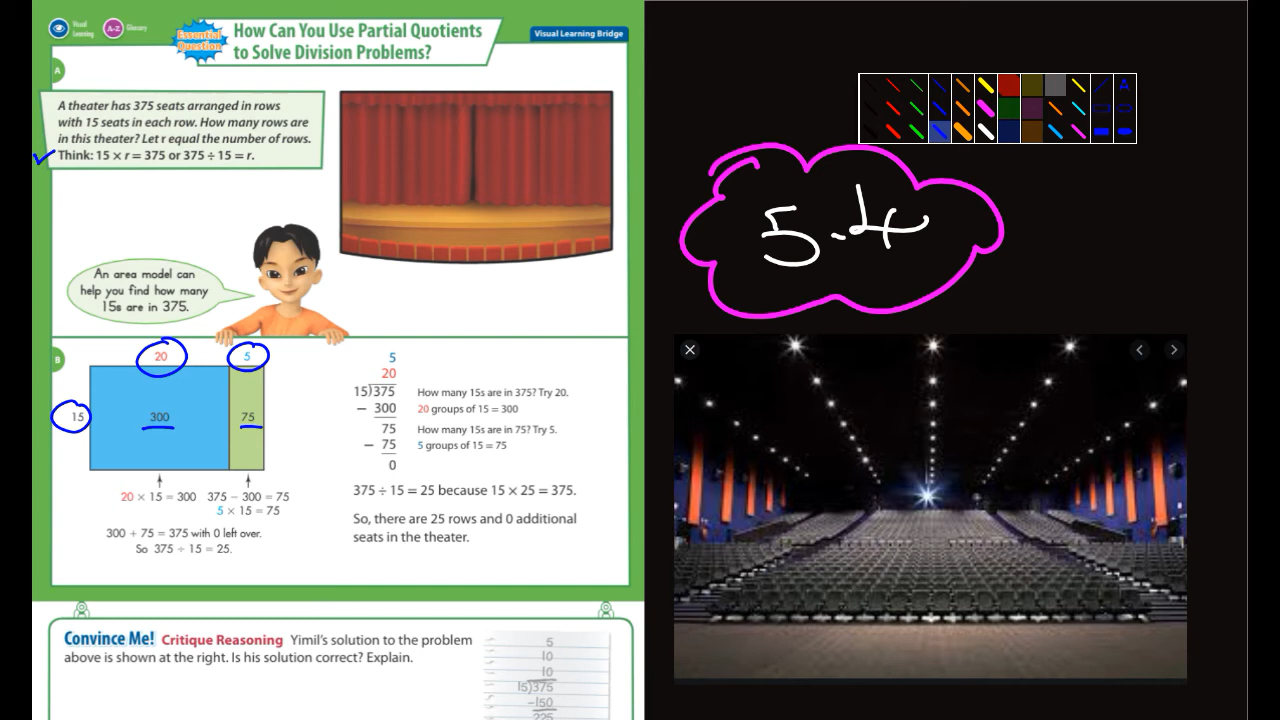 Visual
Learning
A-Z
Glossary
Essential
Question
How Can You Use Partial Quotients
to Solve Division Problems?
Visual Learning Bridge
A
A theater has 375 seats arranged in rows
with 15 seats in each row. How many rows are
in this theater? Let r equal the number of rows.
Think: 15 × r = 375 or 375 ÷ 15 = r.
An area model can
help you find how many
15s are in 375.
B
20
5
15
300
75
20 × 15 = 300
375 − 300 = 75
5 × 15 = 75
300 + 75 = 375 with 0 left over.
So 375 ÷ 15 = 25.
5
20
15)375
− 300
75
− 75
0
How many 15s are in 375? Try 20.
20 groups of 15 = 300
How many 15s are in 75? Try 5.
5 groups of 15 = 75
375 ÷ 15 = 25 because 15 × 25 = 375.
So, there are 25 rows and 0 additional
seats in the theater.
Convince Me! Critique Reasoning Yimil's solution to the problem
above is shown at the right. Is his solution correct? Explain.
5
10
10
15)375
−150
225
A
5.4